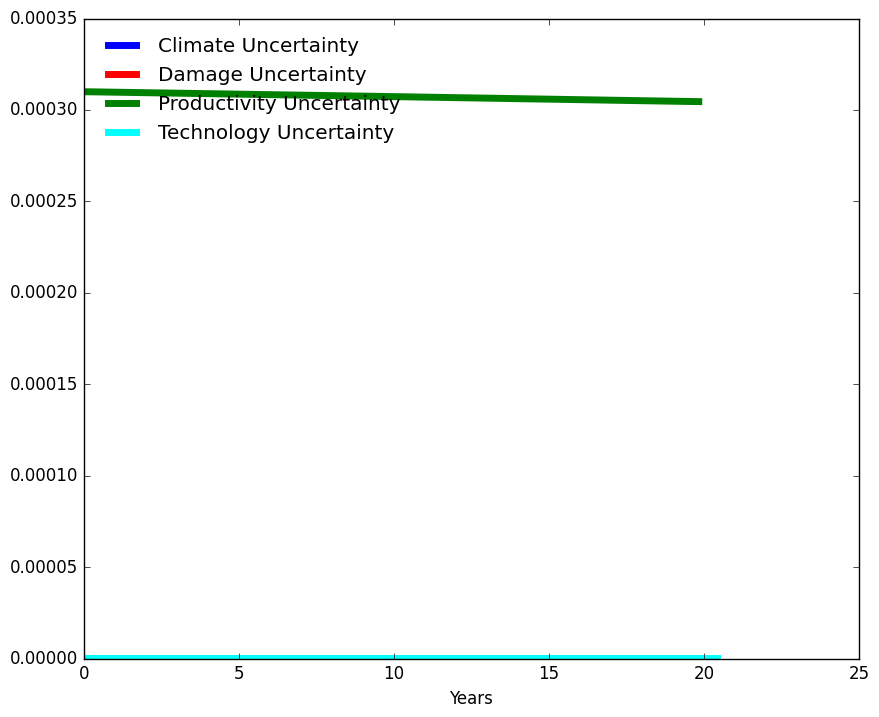 0.00035
Climate Uncertainty
Damage Uncertainty
Productivity Uncertainty
Technology Uncertainty
0.00030
0.00025
0.00020
0.00015
0.00010
0.00005
0.00000
0 5 10 15 20 25
Years